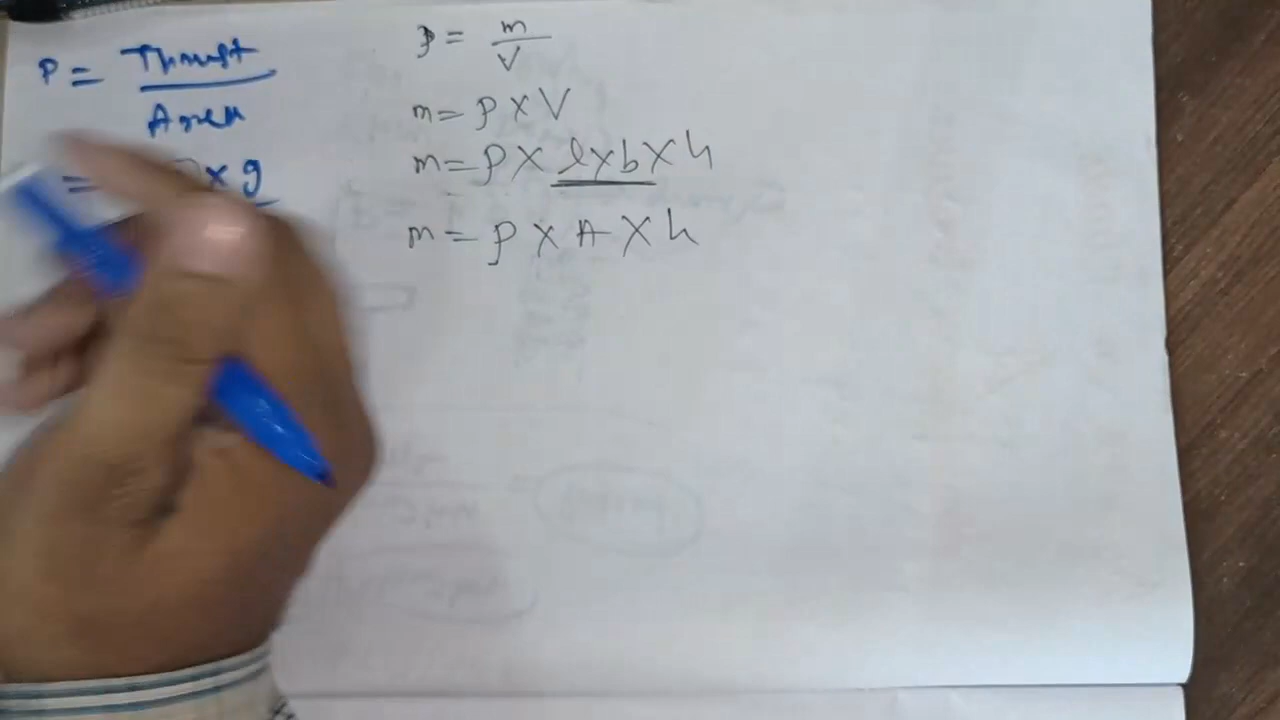 P = Thrust / Area
= × g
ρ = m / V
m = ρ × V
m = ρ × l × b × h
m = ρ × A × h